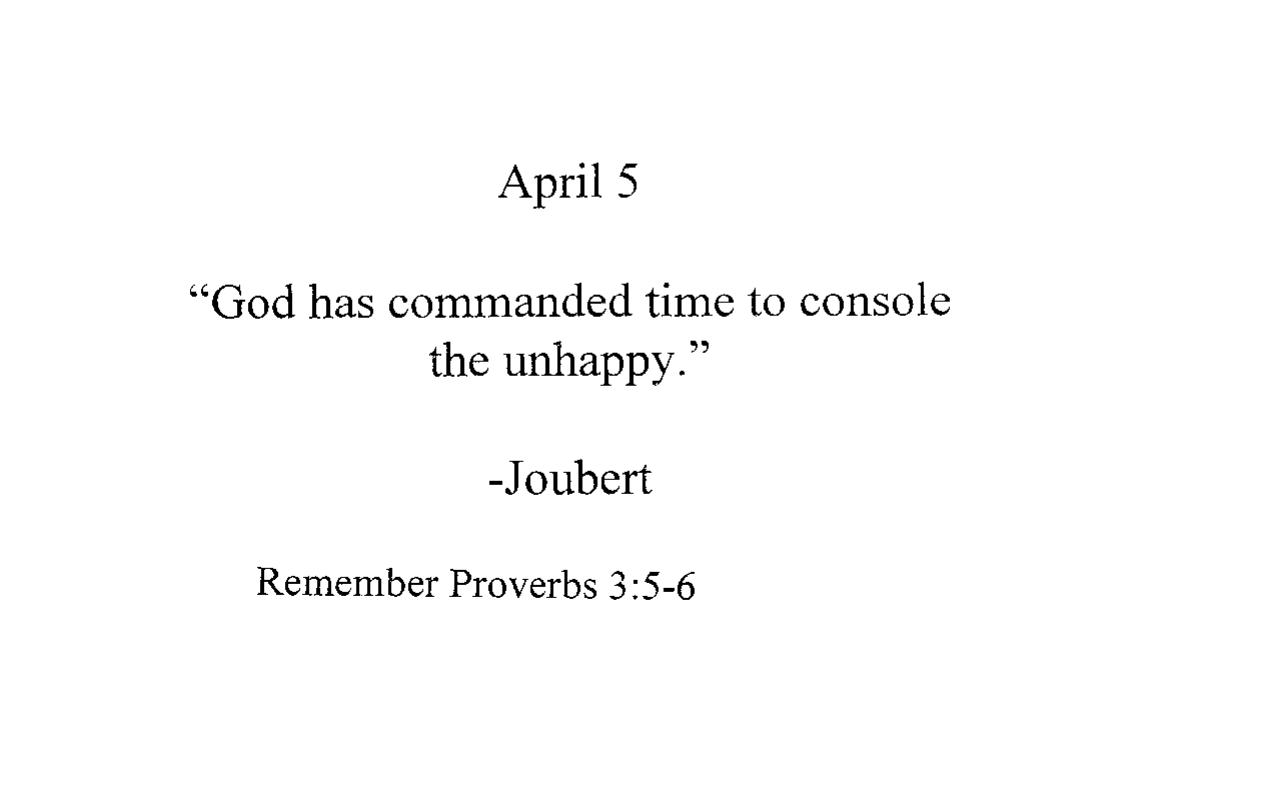 April 5
“God has commanded time to console
the unhappy.”
-Joubert
Remember Proverbs 3:5-6